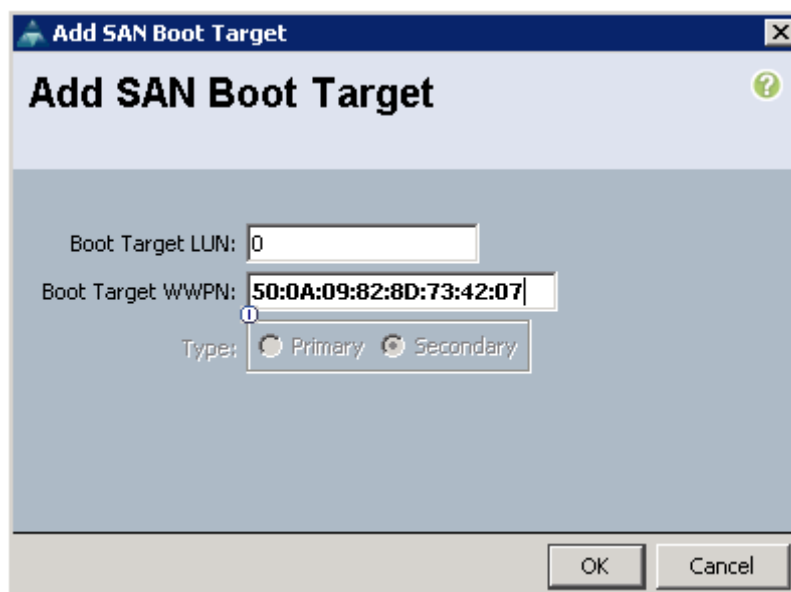 Add SAN Boot Target
Add SAN Boot Target
Boot Target LUN: 0
Boot Target WWPN: 50:0A:09:82:8D:73:42:07
Type: Primary Secondary
OK Cancel